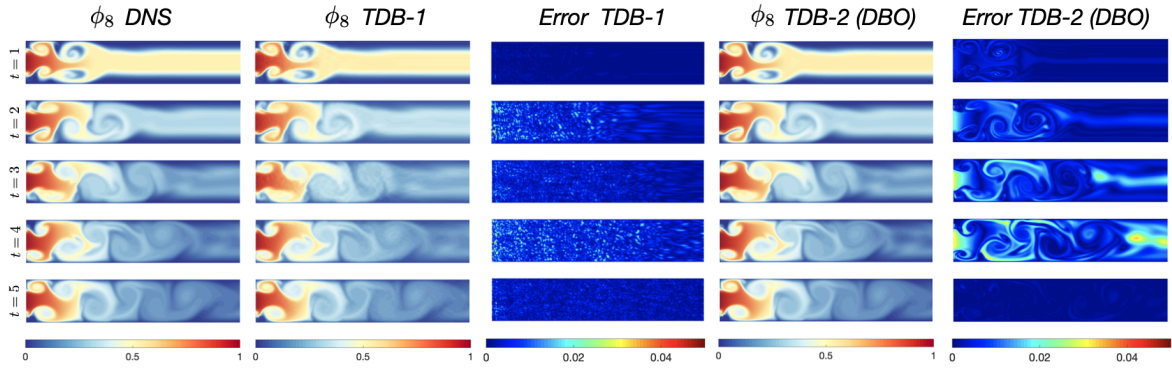 ϕ₈ DNS
ϕ₈ TDB-1
Error TDB-1
ϕ₈ TDB-2 (DBO)
Error TDB-2 (DBO)
t = 1
t = 2
t = 3
t = 4
t = 5
0 0.5 1
0 0.5 1
0 0.02 0.04
0 0.5 1
0 0.02 0.04